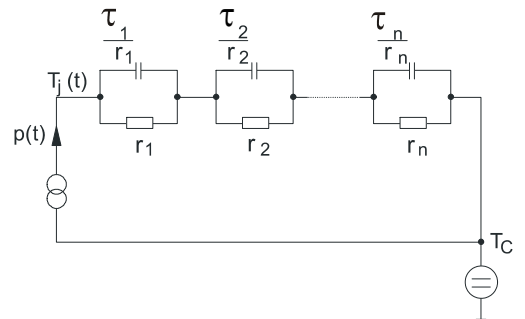 τ1/r1
τ2/r2
τn/rn
Tj(t)
p(t)
r1
r2
rn
TC